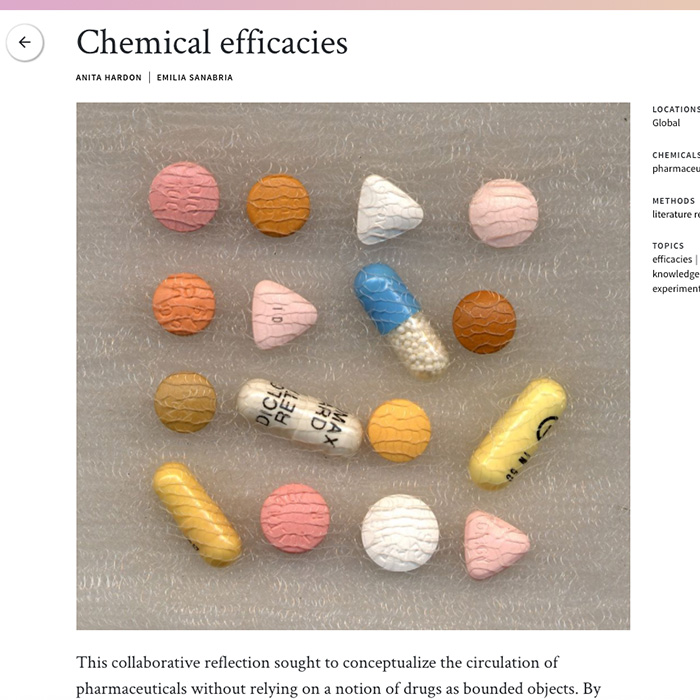 Chemical efficacies
ANITA HARDON | EMILIA SANABRIA
LOCATIONS
Global
CHEMICALS
pharmaceu
METHODS
literature re
TOPICS
efficacies |
knowledge
experiment
ID
DICLO
RET
MAX
ARD
This collaborative reflection sought to conceptualize the circulation of
pharmaceuticals without relying on a notion of drugs as bounded objects. By